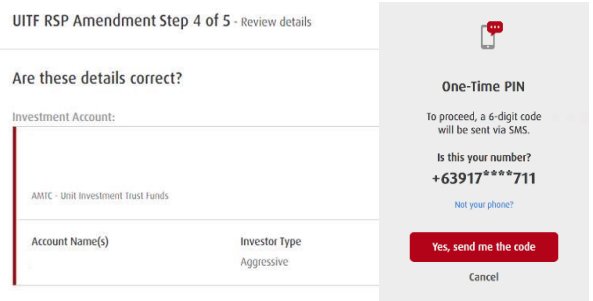 UITF RSP Amendment Step 4 of 5 - Review details
Are these details correct?
Investment Account:
AMTC - Unit Investment Trust Funds
Account Name(s) Investor Type
Aggressive
One-Time PIN
To proceed, a 6-digit code
will be sent via SMS.
Is this your number?
+63917****711
Not your phone?
Yes, send me the code
Cancel